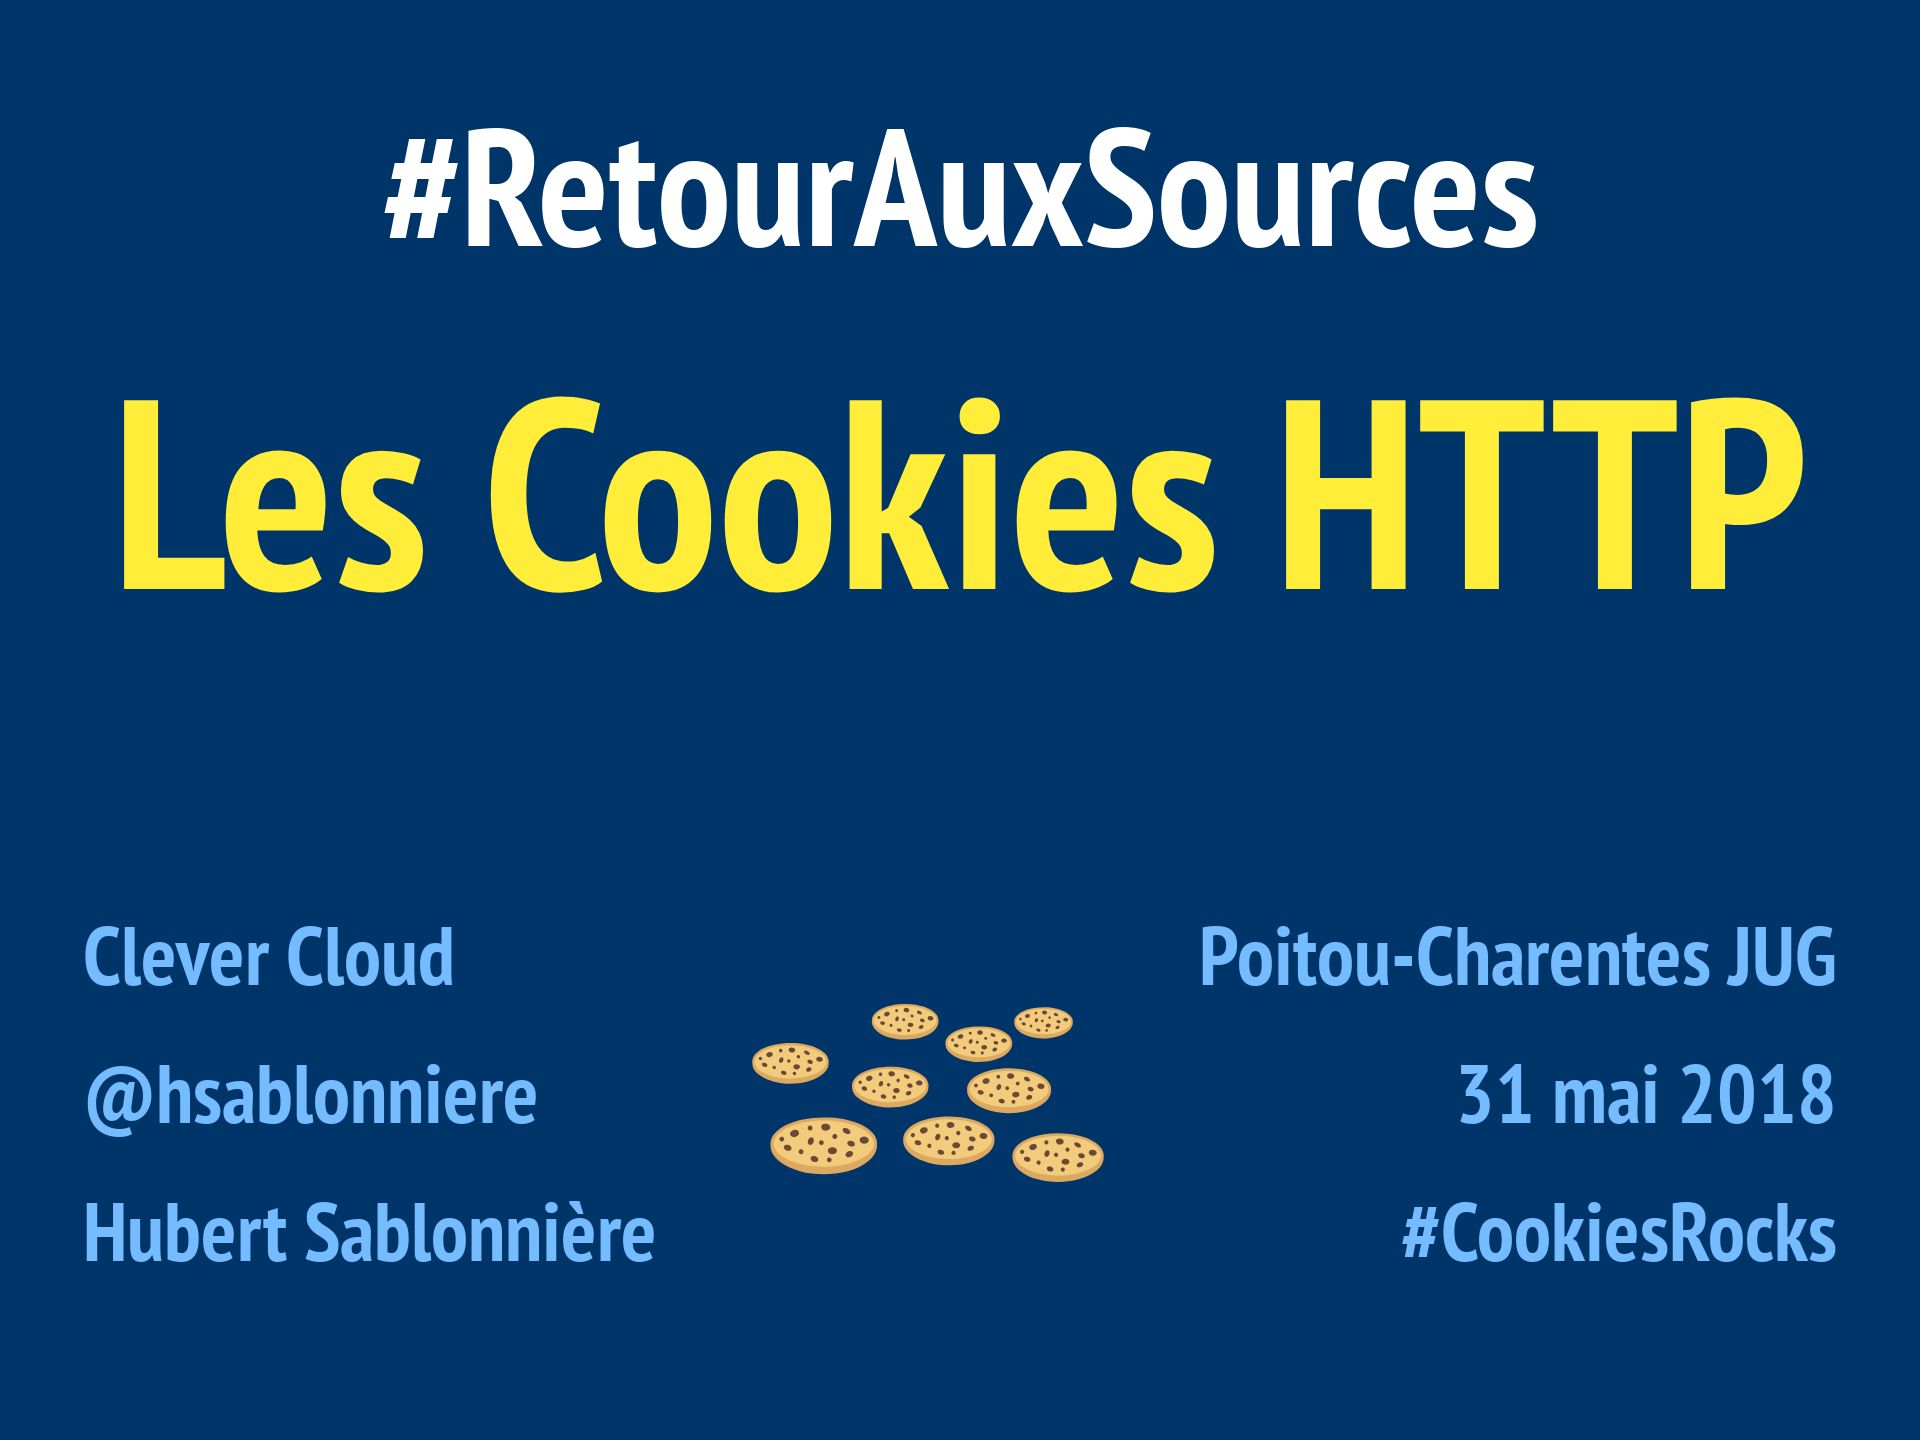 #RetourAuxSources
Les Cookies HTTP
Clever Cloud
@hsablonniere
Hubert Sablonnière
Poitou-Charentes JUG
31 mai 2018
#CookiesRocks